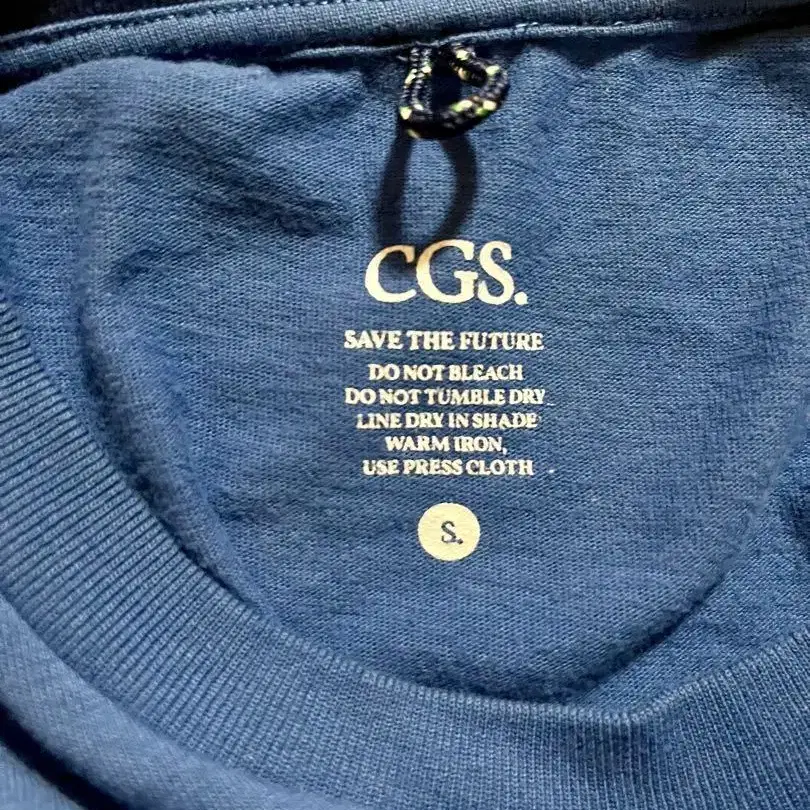 CGS.
SAVE THE FUTURE
DO NOT BLEACH
DO NOT TUMBLE DRY
LINE DRY IN SHADE
WARM IRON,
USE PRESS CLOTH
S.